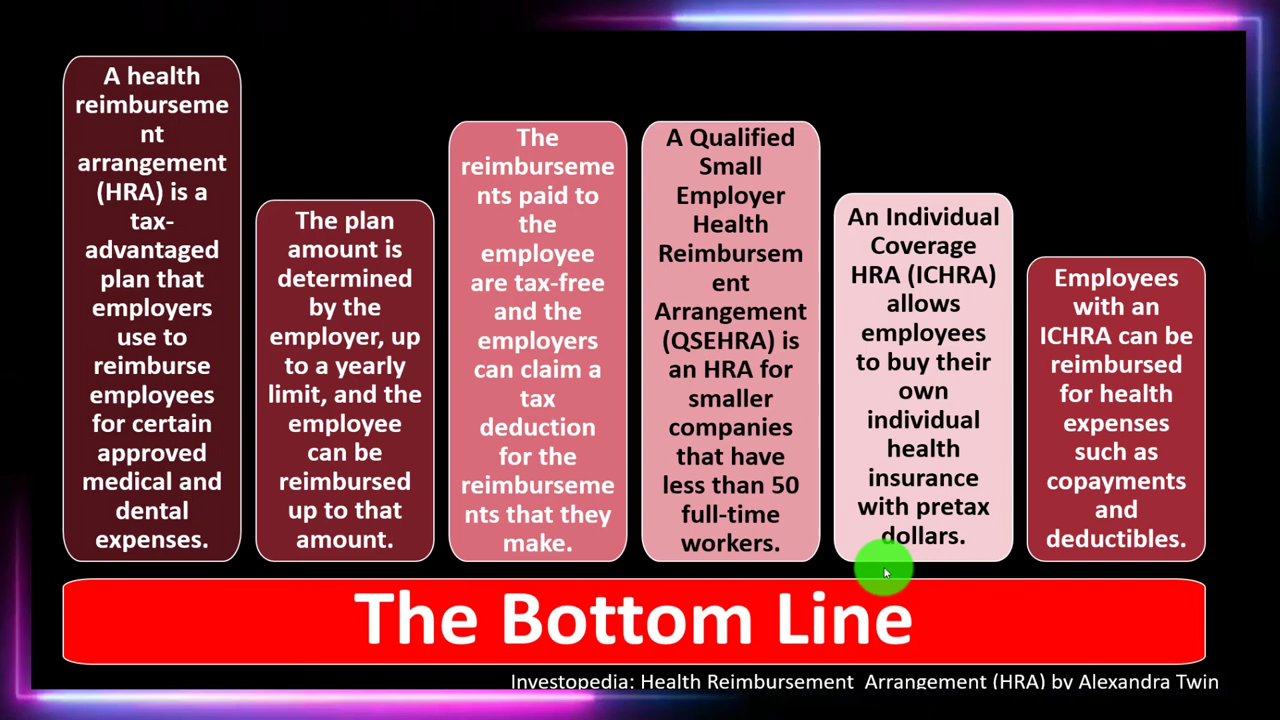 A health
reimburseme
nt
arrangement
(HRA) is a
tax-
advantaged
plan that
employers
use to
reimburse
employees
for certain
approved
medical and
dental
expenses.
The plan
amount is
determined
by the
employer, up
to a yearly
limit, and the
employee
can be
reimbursed
up to that
amount.
The
reimburseme
nts paid to
the
employee
are tax-free
and the
employers
can claim a
tax
deduction
for the
reimburseme
nts that they
make.
A Qualified
Small
Employer
Health
Reimbursem
ent
Arrangement
(QSEHRA) is
an HRA for
smaller
companies
that have
less than 50
full-time
workers.
An Individual
Coverage
HRA (ICHRA)
allows
employees
to buy their
own
individual
health
insurance
with pretax
dollars.
Employees
with an
ICHRA can be
reimbursed
for health
expenses
such as
copayments
and
deductibles.
The Bottom Line
Investopedia: Health Reimbursement Arrangement (HRA) by Alexandra Twin